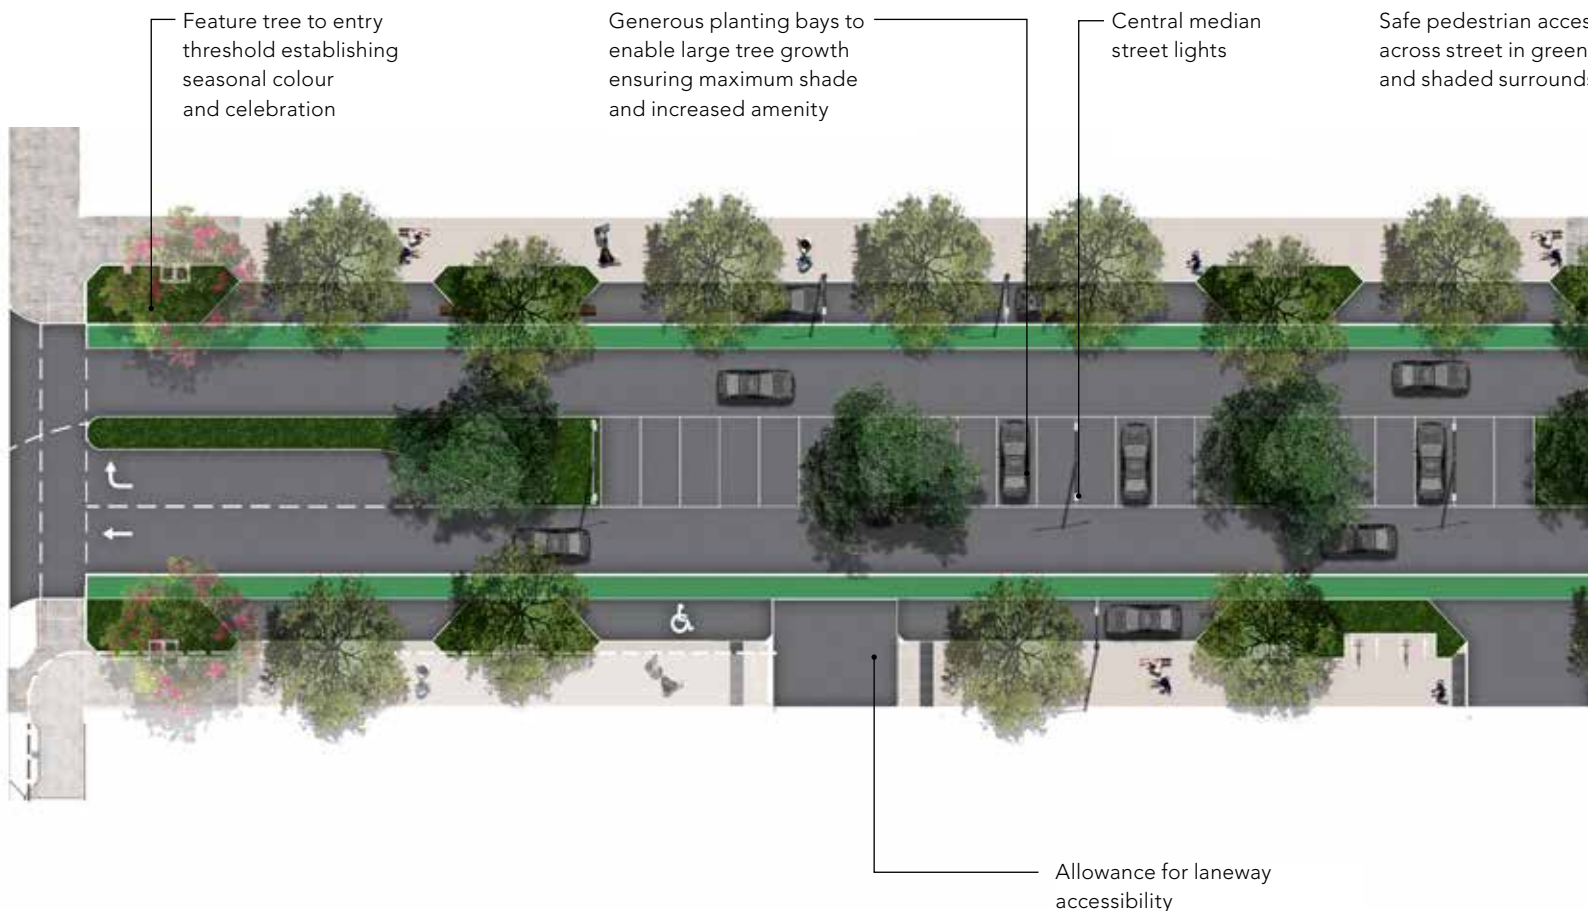 Feature tree to entry
threshold establishing
seasonal colour
and celebration
Generous planting bays to
enable large tree growth
ensuring maximum shade
and increased amenity
Central median
street lights
Safe pedestrian
across street in green
and shaded
Allowance for laneway
accessibility